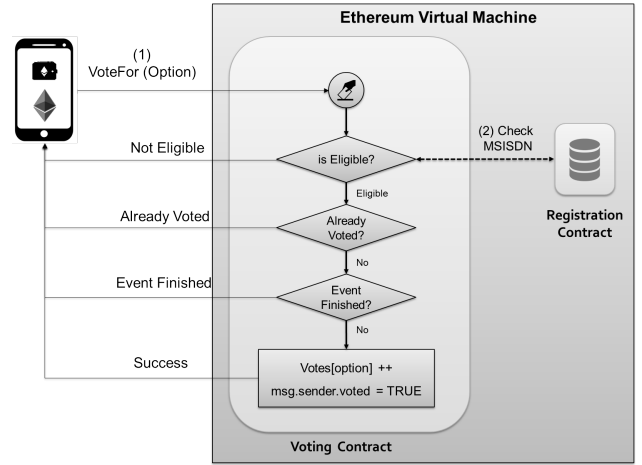 Ethereum Virtual Machine
(1)
VoteFor (Option)
(2) Check
MSISDN
Not Eligible
is Eligible?
Eligible
Registration
Contract
Already Voted
Already
Voted?
No
Event Finished
Event
Finished?
No
Success
Votes[option] ++
msg.sender.voted = TRUE
Voting Contract